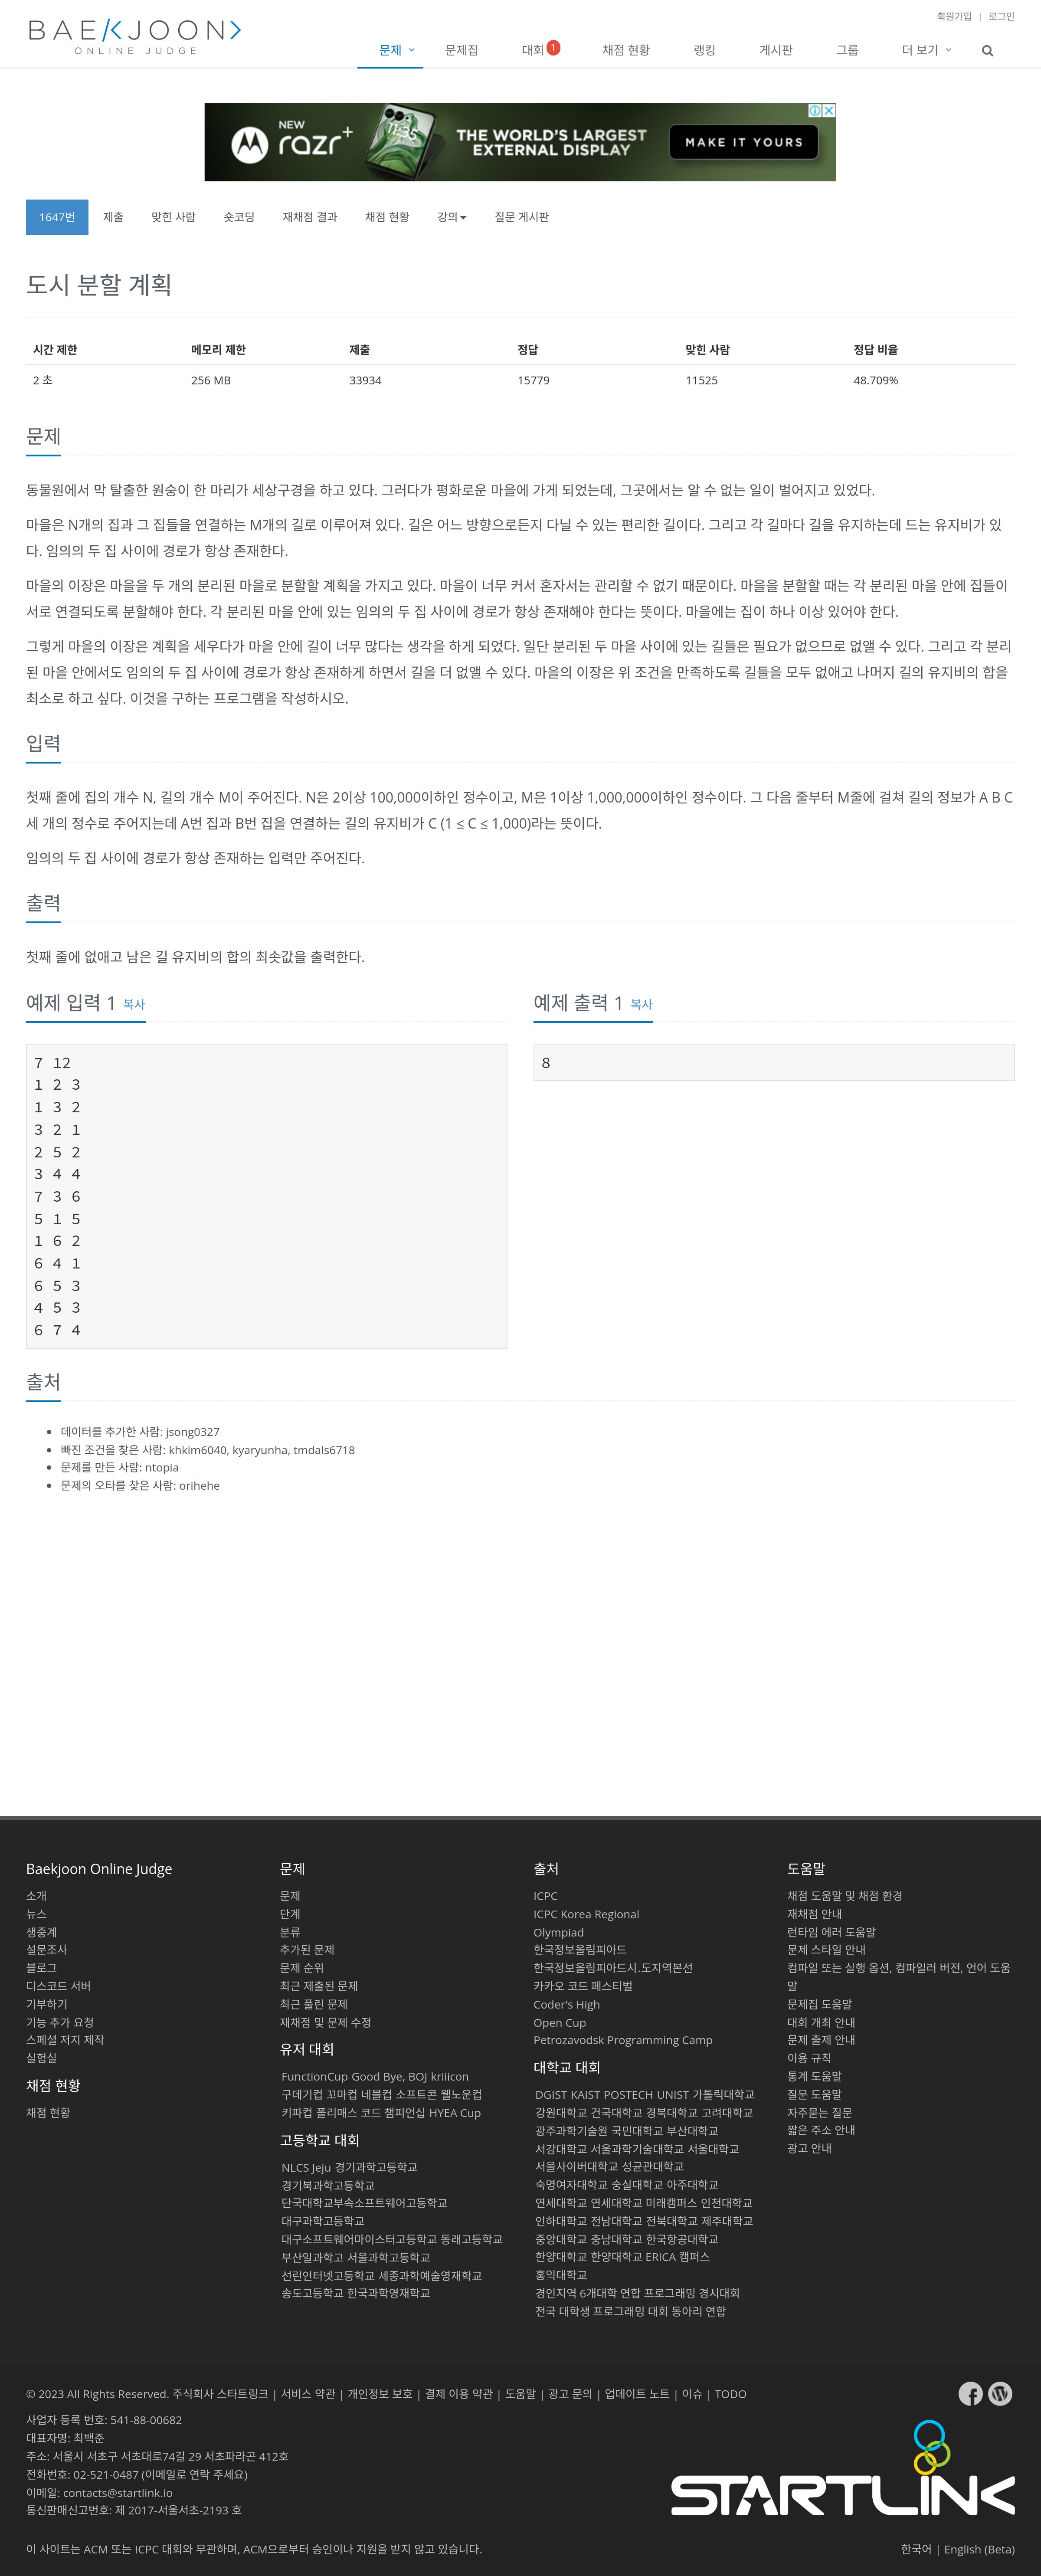 회원가입 | 로그인
BAEKJOON>
ONLINE JUDGE
문제 문제집 대회 1 채점 현황 랭킹 게시판 그룹 더 보기
NEW
razr+
11:35
THE WORLD'S LARGEST
EXTERNAL DISPLAY
MAKE IT YOURS
1647번 제출 맞힌 사람 숏코딩 재채점 결과 채점 현황 강의 질문 게시판
도시 분할 계획
시간 제한 메모리 제한 제출 정답 맞힌 사람 정답 비율
2 초 256 MB 33934 15779 11525 48.709%
문제
동물원에서 막 탈출한 원숭이 한 마리가 세상구경을 하고 있다. 그러다가 평화로운 마을에 가게 되었는데, 그곳에서는 알 수 없는 일이 벌어지고 있었다.
마을은 N개의 집과 그 집들을 연결하는 M개의 길로 이루어져 있다. 길은 어느 방향으로든지 다닐 수 있는 편리한 길이다. 그리고 각 길마다 길을 유지하는데 드는 유지비가 있
다. 임의의 두 집 사이에 경로가 항상 존재한다.
마을의 이장은 마을을 두 개의 분리된 마을로 분할할 계획을 가지고 있다. 마을이 너무 커서 혼자서는 관리할 수 없기 때문이다. 마을을 분할할 때는 각 분리된 마을 안에 집들이
서로 연결되도록 분할해야 한다. 각 분리된 마을 안에 있는 임의의 두 집 사이에 경로가 항상 존재해야 한다는 뜻이다. 마을에는 집이 하나 이상 있어야 한다.
그렇게 마을의 이장은 계획을 세우다가 마을 안에 길이 너무 많다는 생각을 하게 되었다. 일단 분리된 두 마을 사이에 있는 길들은 필요가 없으므로 없앨 수 있다. 그리고 각 분리
된 마을 안에서도 임의의 두 집 사이에 경로가 항상 존재하게 하면서 길을 더 없앨 수 있다. 마을의 이장은 위 조건을 만족하도록 길들을 모두 없애고 나머지 길의 유지비의 합을
최소로 하고 싶다. 이것을 구하는 프로그램을 작성하시오.
입력
첫째 줄에 집의 개수 N, 길의 개수 M이 주어진다. N은 2이상 100,000이하인 정수이고, M은 1이상 1,000,000이하인 정수이다. 그 다음 줄부터 M줄에 걸쳐 길의 정보가 A B C
세 개의 정수로 주어지는데 A번 집과 B번 집을 연결하는 길의 유지비가 C (1 ≤ C ≤ 1,000)라는 뜻이다.
임의의 두 집 사이에 경로가 항상 존재하는 입력만 주어진다.
출력
첫째 줄에 없애고 남은 길 유지비의 합의 최솟값을 출력한다.
예제 입력 1 복사
7 12
1 2 3
1 3 2
3 2 1
2 5 2
3 4 4
7 3 6
5 1 5
1 6 2
6 4 1
6 5 3
4 5 3
6 7 4
예제 출력 1 복사
8
출처
데이터를 추가한 사람: jsong0327
빠진 조건을 찾은 사람: khkim6040, kyaryunha, tmdals6718
문제를 만든 사람: ntopia
문제의 오타를 찾은 사람: orihehe
Baekjoon Online Judge
소개
뉴스
생중계
설문조사
블로그
디스코드 서버
기부하기
기능 추가 요청
스페셜 저지 제작
실험실
채점 현황
채점 현황
문제
문제
단계
분류
추가된 문제
문제 순위
최근 제출된 문제
최근 풀린 문제
재채점 및 문제 수정
유저 대회
FunctionCup Good Bye, BOJ kriiicon
구데기컵 꼬마컵 네블컵 소프트콘 웰노운컵
키파컵 폴리매스 코드 챔피언십 HYEA Cup
고등학교 대회
NLCS Jeju 경기과학고등학교
경기북과학고등학교
단국대학교부속소프트웨어고등학교
대구과학고등학교
대구소프트웨어마이스터고등학교 동래고등학교
부산일과학고 서울과학고등학교
선린인터넷고등학교 세종과학예술영재학교
송도고등학교 한국과학영재학교
출처
ICPC
ICPC Korea Regional
Olympiad
한국정보올림피아드
한국정보올림피아드시.도지역본선
카카오 코드 페스티벌
Coder's High
Open Cup
Petrozavodsk Programming Camp
대학교 대회
DGIST KAIST POSTECH UNIST 가톨릭대학교
강원대학교 건국대학교 경북대학교 고려대학교
광주과학기술원 국민대학교 부산대학교
서강대학교 서울과학기술대학교 서울대학교
서울사이버대학교 성균관대학교
숙명여자대학교 숭실대학교 아주대학교
연세대학교 연세대학교 미래캠퍼스 인천대학교
인하대학교 전남대학교 전북대학교 제주대학교
중앙대학교 충남대학교 한국항공대학교
한양대학교 한양대학교 ERICA 캠퍼스
홍익대학교
경인지역 6개대학 연합 프로그래밍 경시대회
전국 대학생 프로그래밍 대회 동아리 연합
도움말
채점 도움말 및 채점 환경
재채점 안내
런타임 에러 도움말
문제 스타일 안내
컴파일 또는 실행 옵션, 컴파일러 버전, 언어 도움
말
문제집 도움말
대회 개최 안내
문제 출제 안내
이용 규칙
통계 도움말
질문 도움말
자주묻는 질문
짧은 주소 안내
광고 안내
© 2023 All Rights Reserved. 주식회사 스타트링크 | 서비스 약관 | 개인정보 보호 | 결제 이용 약관 | 도움말 | 광고 문의 | 업데이트 노트 | 이슈 | TODO
사업자 등록 번호: 541-88-00682
대표자명: 최백준
주소: 서울시 서초구 서초대로74길 29 서초파라곤 412호
전화번호: 02-521-0487 (이메일로 연락 주세요)
이메일: contacts@startlink.io
통신판매신고번호: 제 2017-서울서초-2193 호
STARTLINK
이 사이트는 ACM 또는 ICPC 대회와 무관하며, ACM으로부터 승인이나 지원을 받지 않고 있습니다.
한국어 | English (Beta)